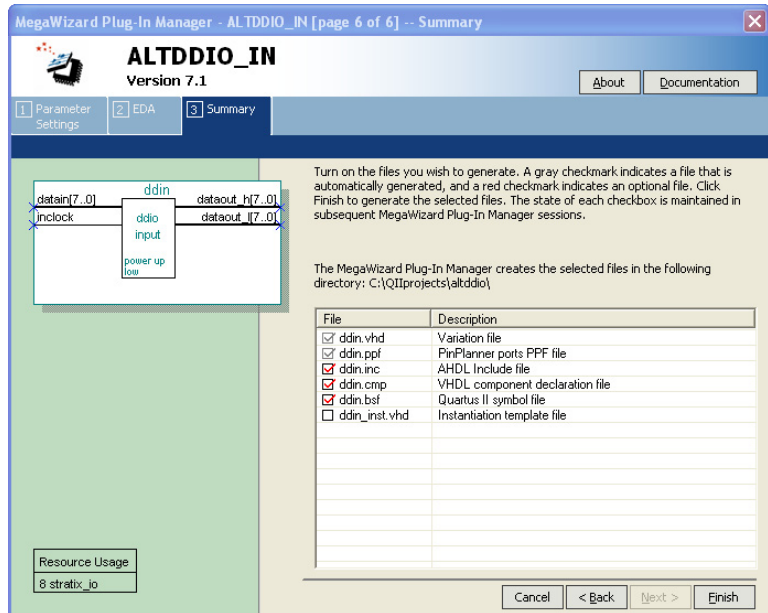 MegaWizard Plug-In Manager - ALTDDIO_IN [page 6 of 6] -- Summary
ALTDDIO_IN
Version 7.1
About
Documentation
1 Parameter Settings
2 EDA
3 Summary
ddin
datain[7..0]
dataout_h[7..0]
inclock
ddio
dataout_l[7..0]
input
power up
low
Turn on the files you wish to generate. A gray checkmark indicates a file that is
automatically generated, and a red checkmark indicates an optional file. Click
Finish to generate the selected files. The state of each checkbox is maintained in
subsequent MegaWizard Plug-In Manager sessions.
The MegaWizard Plug-In Manager creates the selected files in the following
directory: C:\QIIprojects\altddio\
File Description
ddin.vhd Variation file
ddin.ppf PinPlanner ports PPF file
ddin.inc AHDL Include file
ddin.cmp VHDL component declaration file
ddin.bsf Quartus II symbol file
ddin_inst.vhd Instantiation template file
Resource Usage
8 stratix_io
Cancel
< Back
Next >
Finish